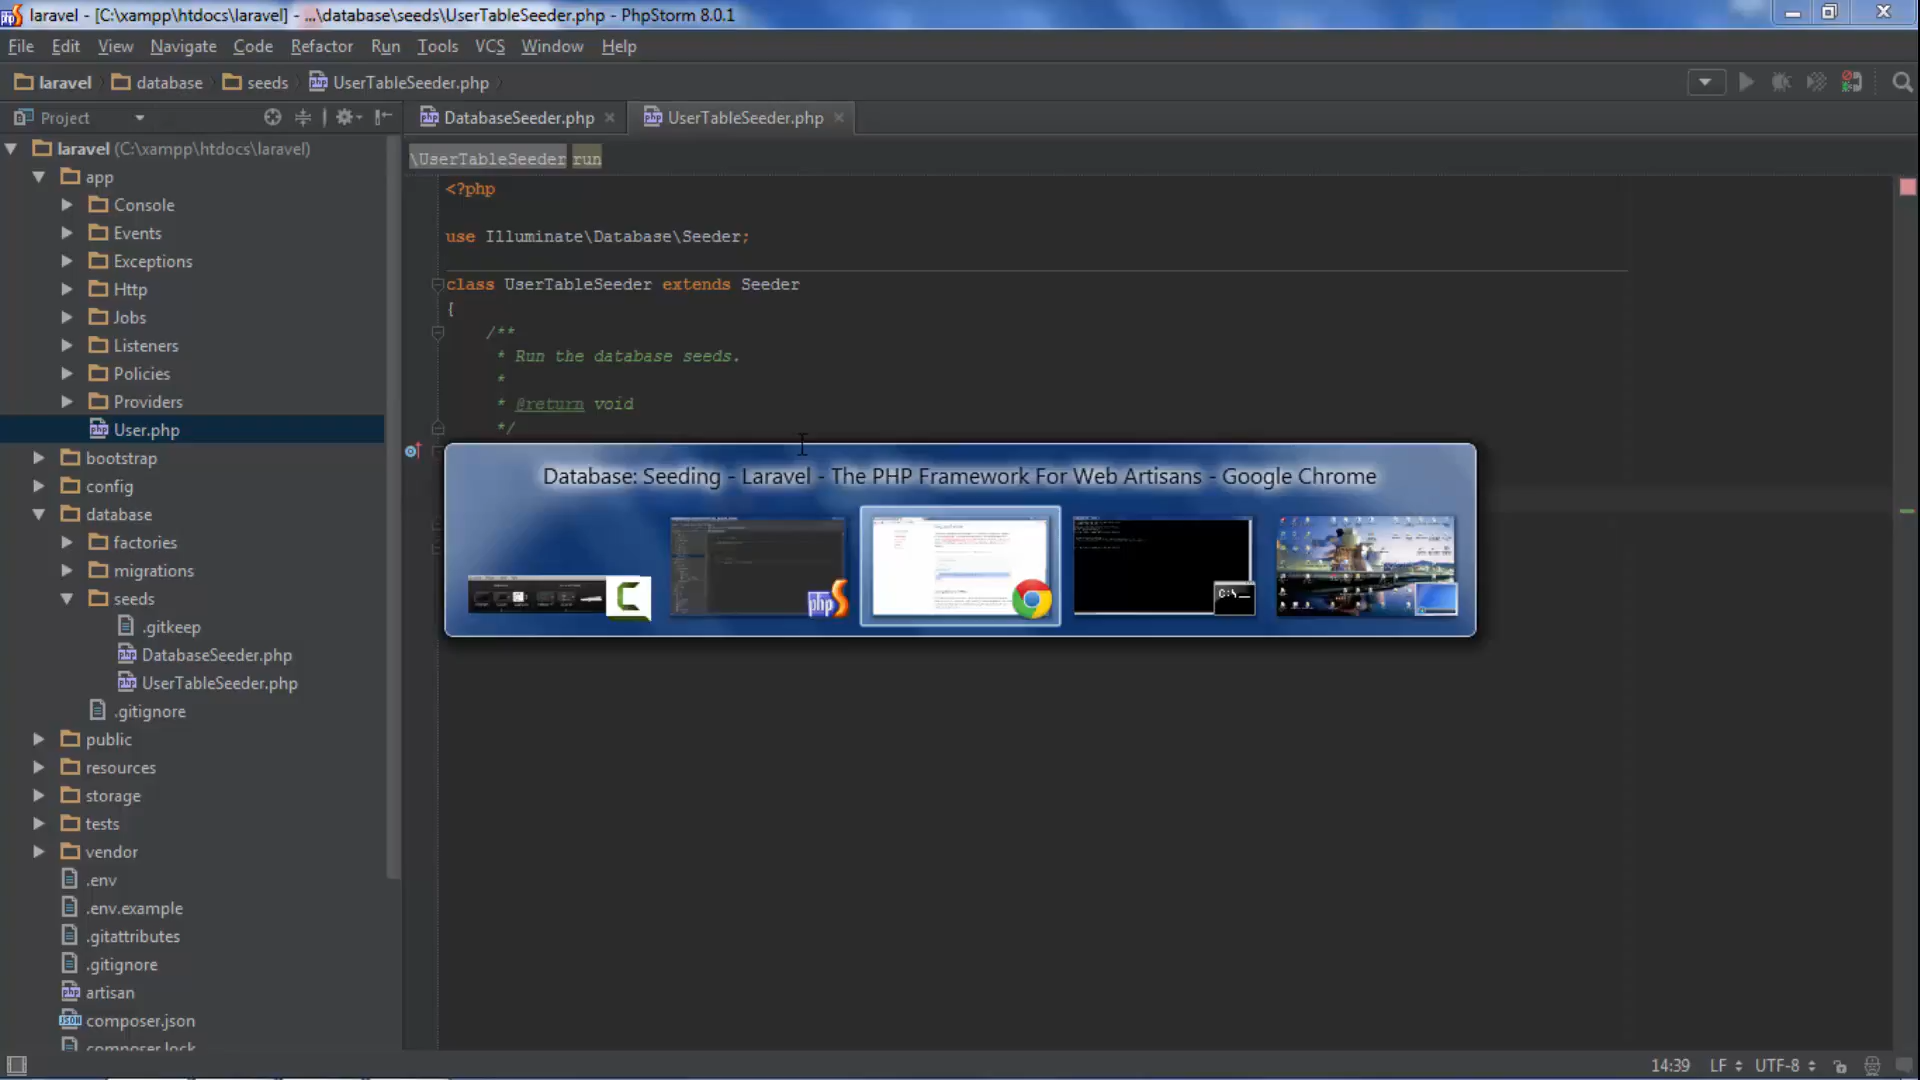 laravel - [C:\xampp\htdocs\laravel] - ...\database\seeds\UserTableSeeder.php - PhpStorm 8.0.1
File Edit View Navigate Code Refactor Run Tools VCS Window Help
laravel database seeds UserTableSeeder.php
Project DatabaseSeeder.php UserTableSeeder.php
laravel (C:\xampp\htdocs\laravel)
app
Console
Events
Exceptions
Http
Jobs
Listeners
Policies
Providers
User.php
bootstrap
config
database
factories
migrations
seeds
.gitkeep
DatabaseSeeder.php
UserTableSeeder.php
.gitignore
public
resources
storage
tests
vendor
.env
.env.example
.gitattributes
.gitignore
artisan
composer.json
composer.lock
\UserTableSeeder run
<?php
use Illuminate\Database\Seeder;
class UserTableSeeder extends Seeder
{
/**
* Run the database seeds.
*
* @return void
*/
Database: Seeding - Laravel - The PHP Framework For Web Artisans - Google Chrome
php
C:\_
14:39 LF UTF-8